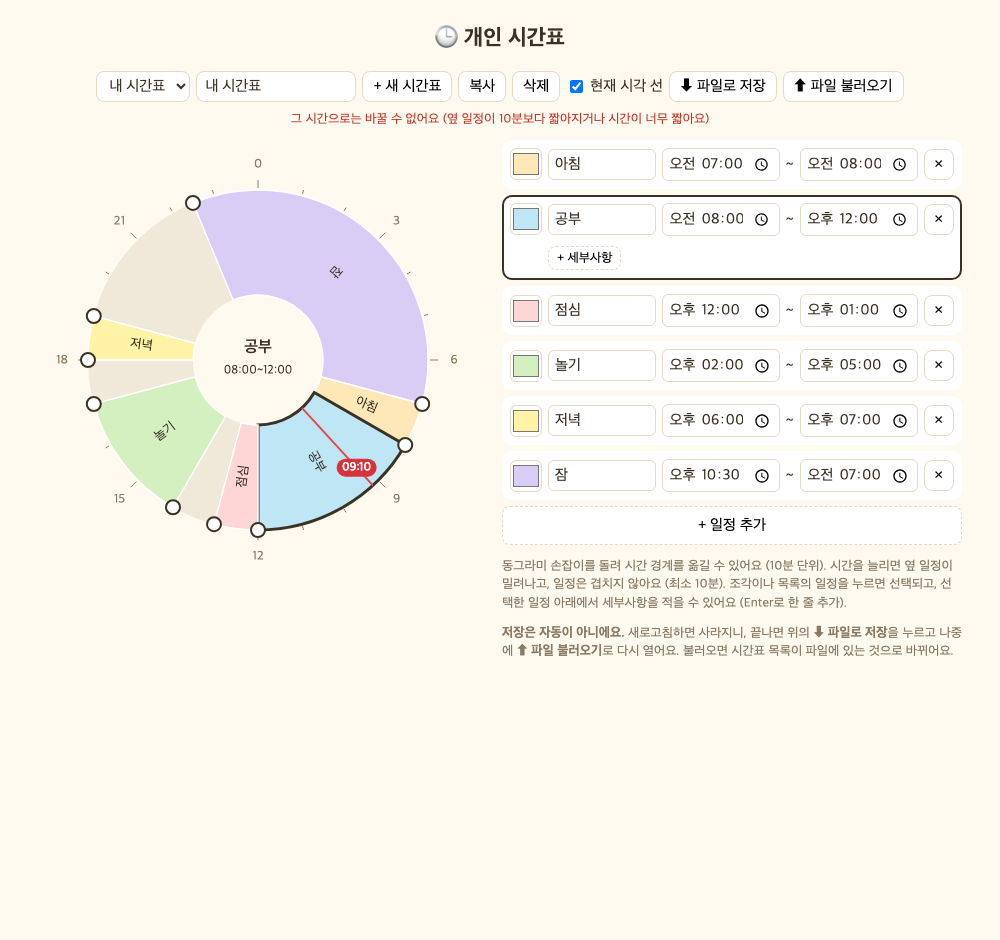 🕒 개인 시간표
내 시간표 내 시간표 + 새 시간표 복사 삭제 현재 시각 선 ⬇ 파일로 저장 ⬆ 파일 불러오기
그 시간으로는 바꿀 수 없어요 (옆 일정이 10분보다 짧아지거나 시간이 너무 짧아요)
0
3
6
9
12
15
18
21
잠
아침
공부
09:10
점심
놀기
저녁
공부
08:00~12:00
아침 오전 07:00 ~ 오전 08:00 ×
공부 오전 08:00 ~ 오후 12:00 ×
+ 세부사항
점심 오후 12:00 ~ 오후 01:00 ×
놀기 오후 02:00 ~ 오후 05:00 ×
저녁 오후 06:00 ~ 오후 07:00 ×
잠 오후 10:30 ~ 오전 07:00 ×
+ 일정 추가
동그라미 손잡이를 돌려 시간 경계를 옮길 수 있어요 (10분 단위). 시간을 늘리면 옆 일정이
밀려나고, 일정은 겹치지 않아요 (최소 10분). 조각이나 목록의 일정을 누르면 선택되고, 선
택한 일정 아래에서 세부사항을 적을 수 있어요 (Enter로 한 줄 추가).
저장은 자동이 아니에요. 새로고침하면 사라지니, 끝나면 위의 ⬇ 파일로 저장을 누르고 나중
에 ⬆ 파일 불러오기로 다시 열어요. 불러오면 시간표 목록이 파일에 있는 것으로 바뀌어요.